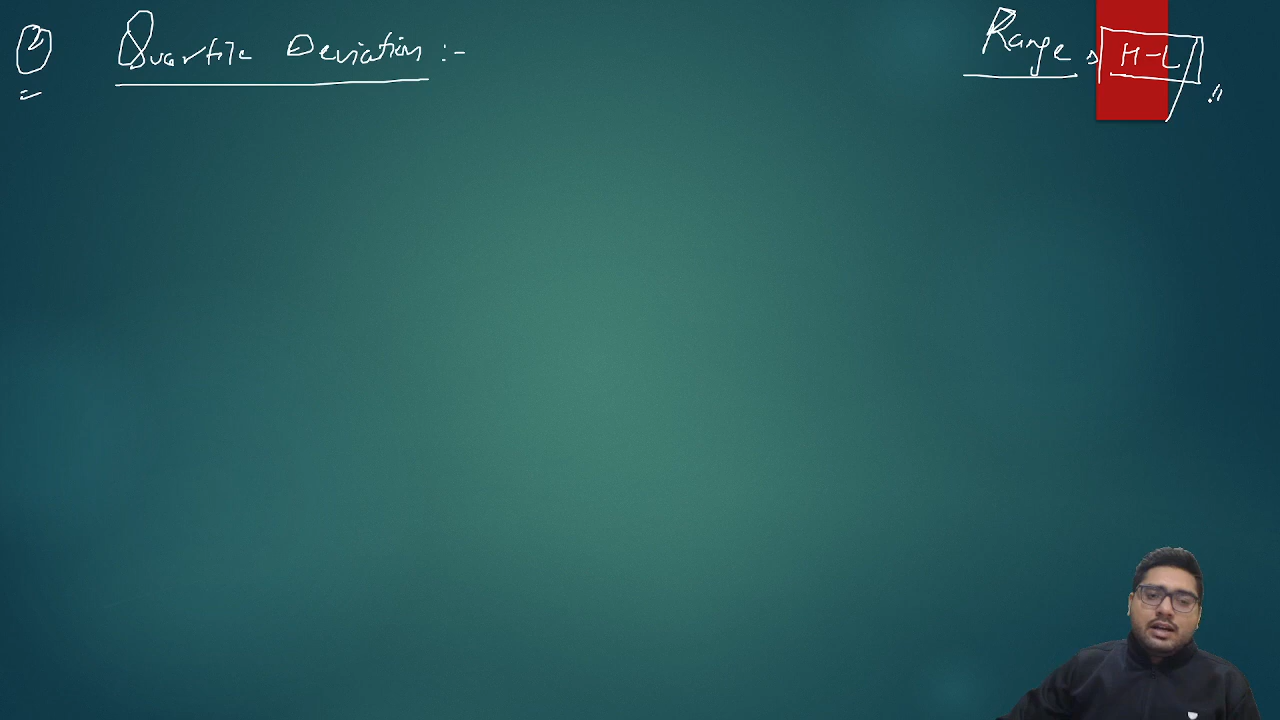 ② Quartile Deviation :-
Range → H-L